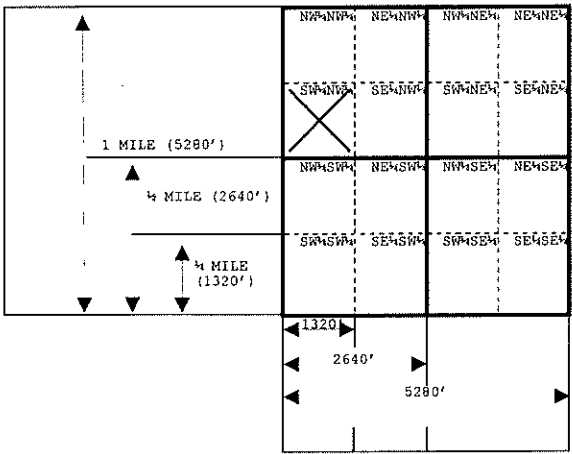 NW¼NW¼ NE¼NW¼ NW¼NE¼ NE¼NE¼
SW¼NW¼ SE¼NW¼ SW¼NE¼ SE¼NE¼
1 MILE (5280')
NW¼SW¼ NE¼SW¼ NW¼SE¼ NE¼SE¼
½ MILE (2640')
SW¼SW¼ SE¼SW¼ SW¼SE¼ SE¼SE¼
¼ MILE
(1320')
1320
2640'
5280'